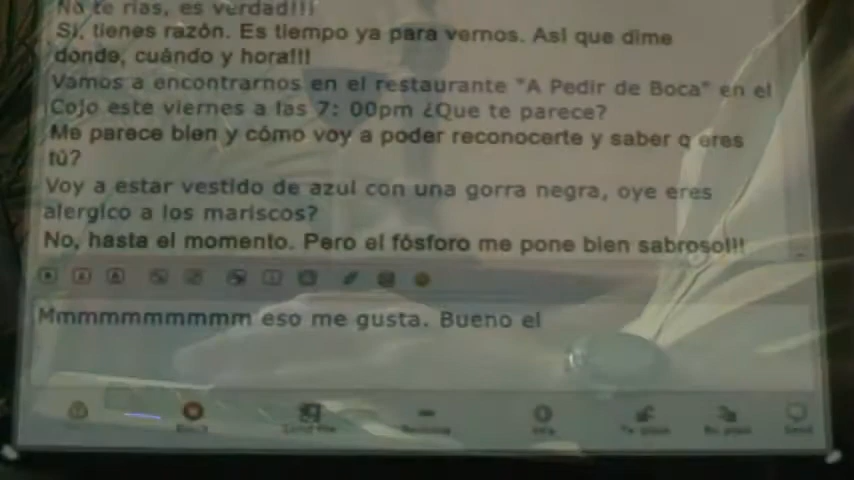 No te rias, es verdad!!!
Si, tienes razón. Es tiempo ya para vernos. Asi que dime
donde, cuándo y hora!!!
Vamos a encontrarnos en el restaurante "A Pedir de Boca" en el
Cojo este viernes a las 7: 00pm ¿Que te parece?
Me parece bien y cómo voy a poder reconocerte y saber q eres
tú?
Voy a estar vestido de azul con una gorra negra, oye eres
alergico a los mariscos?
No, hasta el momento. Pero el fósforo me pone bien sabroso!!!
Mmmmmmmmmm eso me gusta. Bueno el
Block
Send